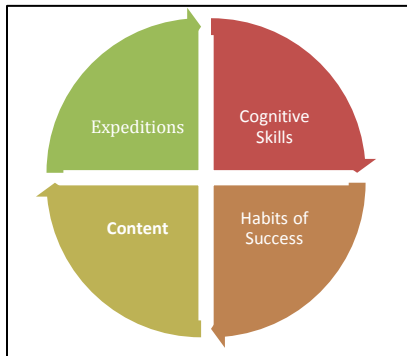 Expeditions
Cognitive
Skills
Content
Habits of
Success